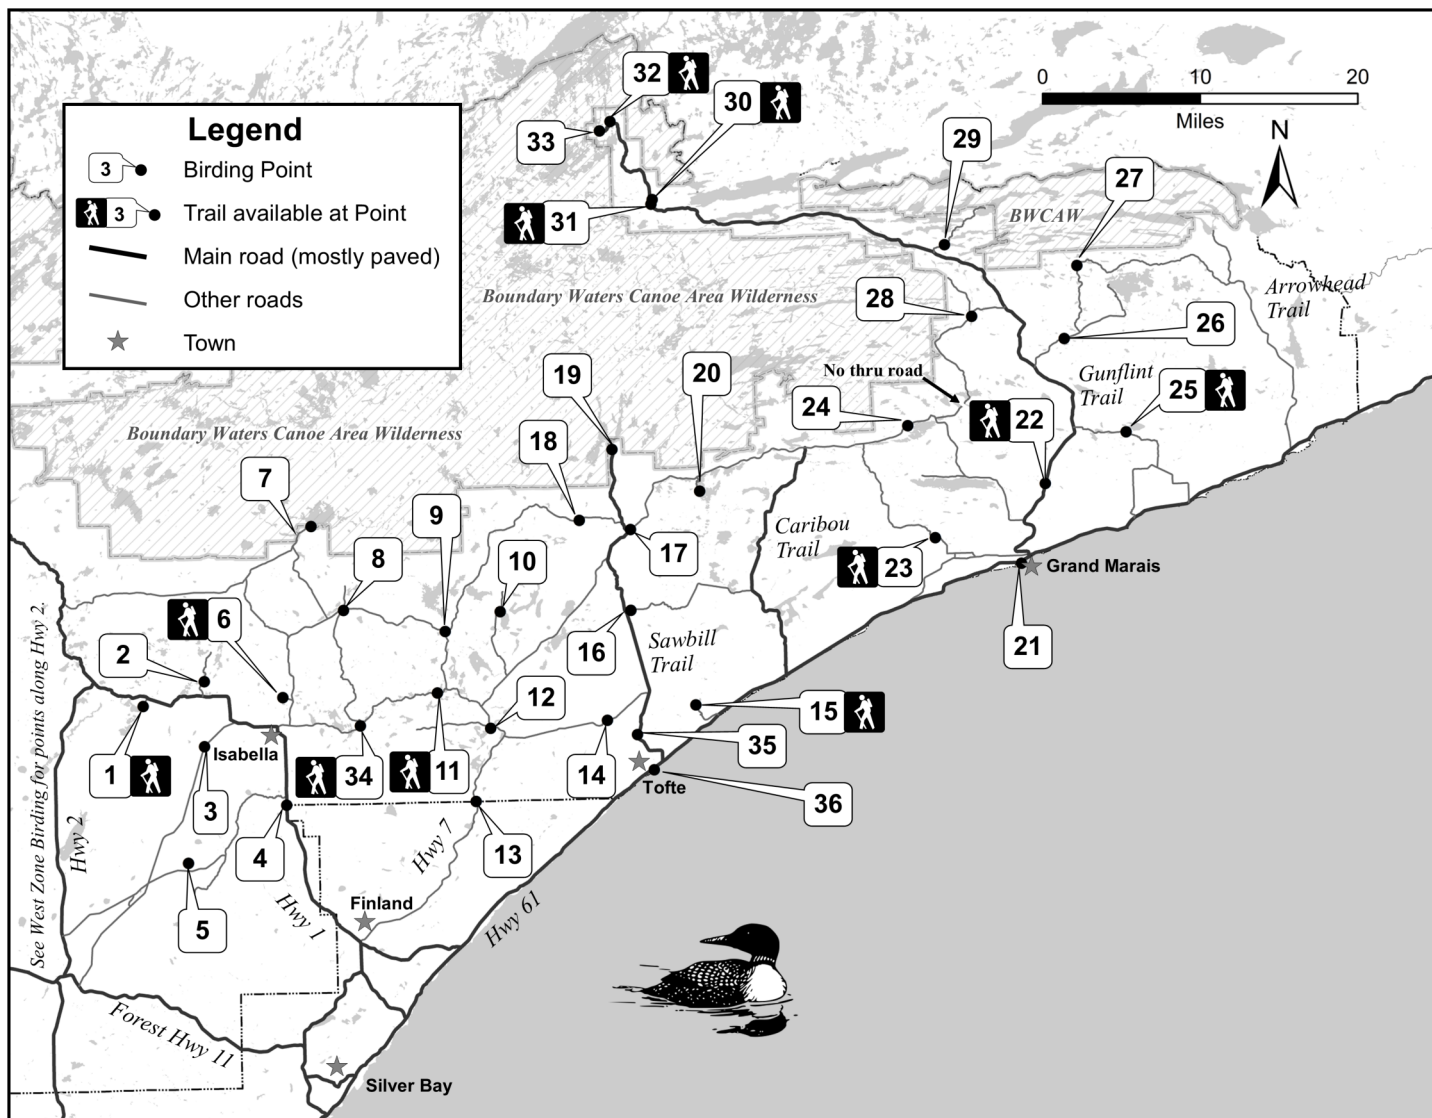 32
30
0 10 20
Miles
N
Legend
3 Birding Point
3 Trail available at Point
Main road (mostly paved)
Other roads
Town
33
29
27
31
BWCAW
Boundary Waters Canoe Area Wilderness
28
Arrowhead
Trail
26
19
20
No thru road
Gunflint
Trail
25
24
22
18
Boundary Waters Canoe Area Wilderness
7
9
8
10
17
Caribou
Trail
23
Grand Marais
See West Zone Birding for points along Hwy 2.
6
2
16
Sawbill
Trail
21
12
15
35
Isabella
1
34
11
14
Tofte
36
3
Hwy 2
4
Hwy 7
13
5
Hwy 1
Finland
Hwy 61
Forest Hwy 11
Silver Bay